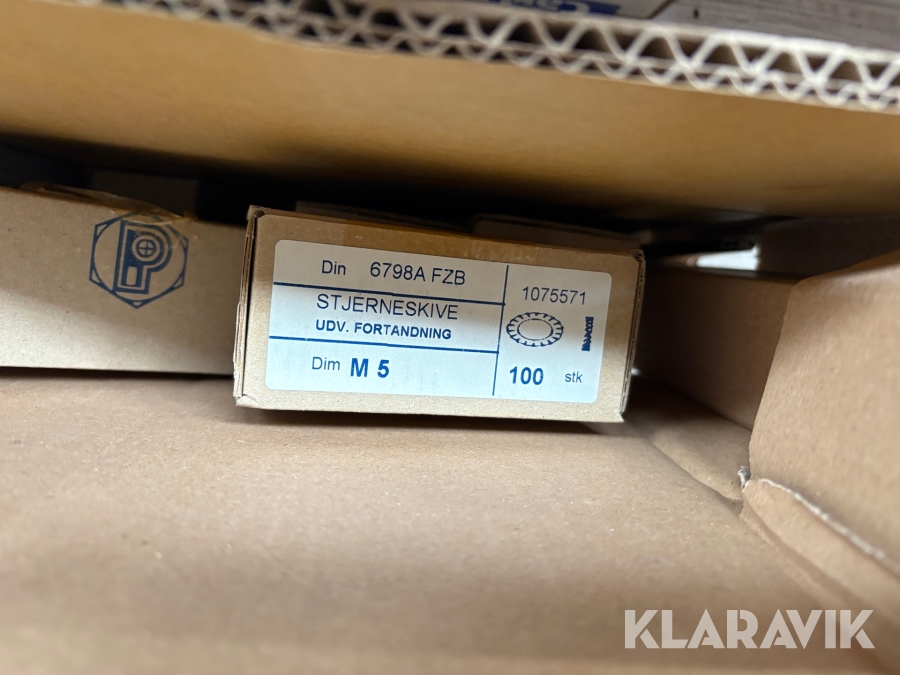 Din 6798A FZB
1075571
STJERNESKIVE
UDV. FORTANDNING
Dim M 5
100 stk
KLARAVIK